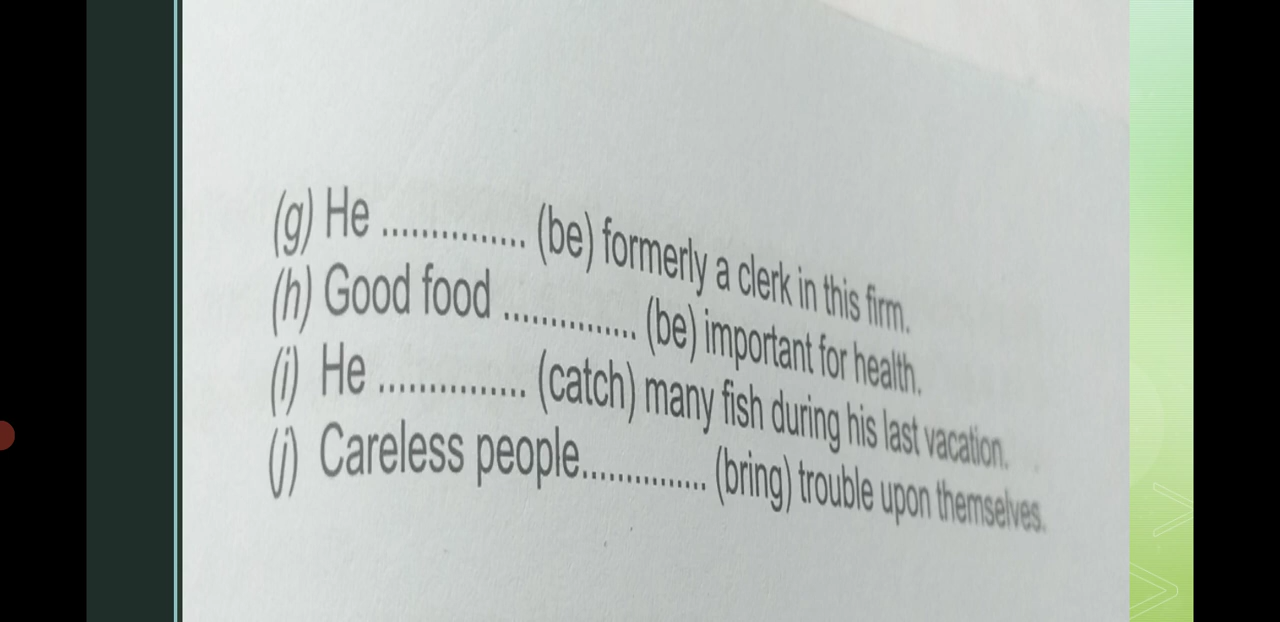 (g) He ............... (be) formerly a clerk in this firm.
(h) Good food ............... (be) important for health.
(i) He ............... (catch) many fish during his last vacation.
(j) Careless people.............. (bring) trouble upon themselves.